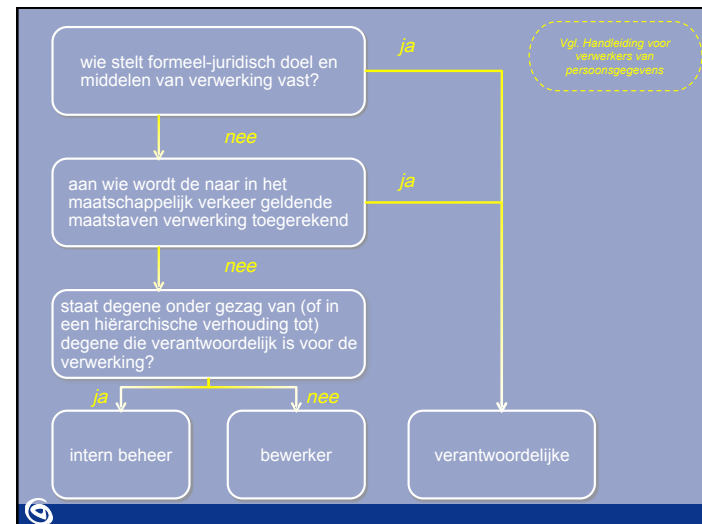 wie stelt formeel-juridisch doel en
middelen van verwerking vast?
ja
Vgl. Handleiding voor
verwerkers van
persoonsgegevens
nee
aan wie wordt de naar in het
maatschappelijk verkeer geldende
maatstaven verwerking toegerekend
ja
nee
staat degene onder gezag van (of in
een hiërarchische verhouding tot)
degene die verantwoordelijk is voor de
verwerking?
ja
nee
intern beheer
bewerker
verantwoordelijke